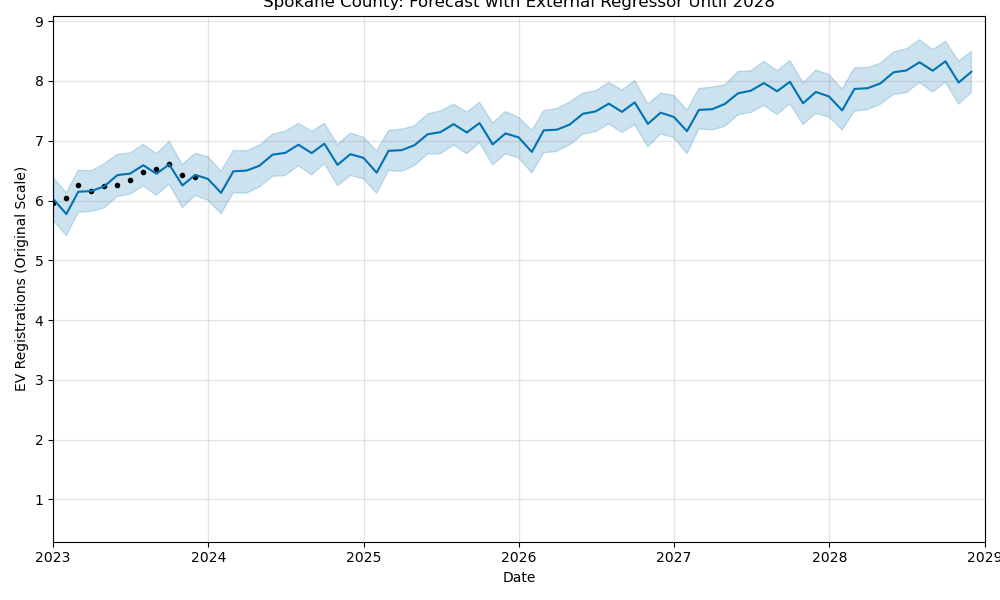 Spokane County: Forecast with External Regressor Until 2028
9
8
7
6
5
4
3
2
1
EV Registrations (Original Scale)
2023 2024 2025 2026 2027 2028 2029
Date